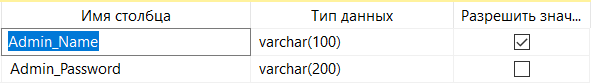 Имя столбца Тип данных Разрешить знач...
Admin_Name varchar(100)
Admin_Password varchar(200)